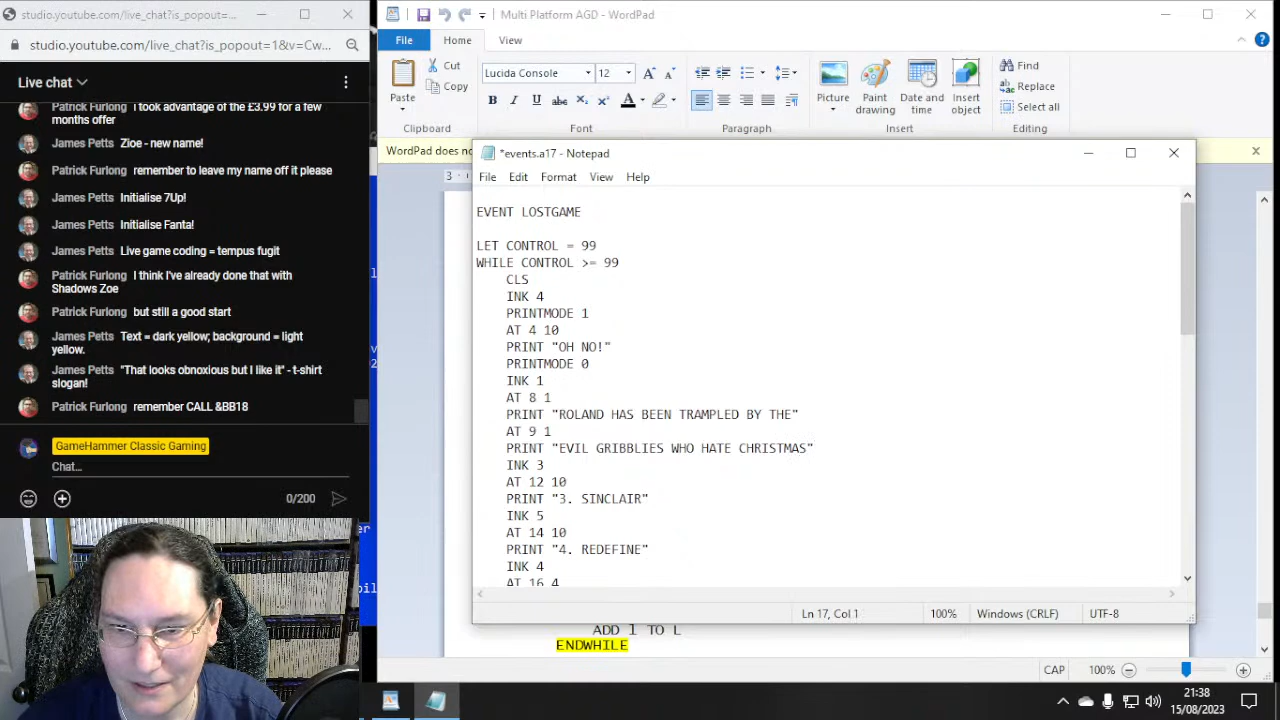 studio.youtube.com/live_chat?is_popout=...
studio.youtube.com/live_chat?is_popout=1&v=Cw...
Live chat
Patrick Furlong i took advantage of the £3.99 for a few
months offer
James Petts Zioe - new name!
Patrick Furlong remember to leave my name off it please
James Petts Initialise 7Up!
James Petts Initialise Fanta!
James Petts Live game coding = tempus fugit
Patrick Furlong I think I've already done that with
Shadows Zoe
Patrick Furlong but still a good start
James Petts Text = dark yellow; background = light
yellow.
James Petts "That looks obnoxious but I like it" - t-shirt
slogan!
Patrick Furlong remember CALL &BB18
GameHammer Classic Gaming
Chat...
0/200
Multi Platform AGD - WordPad
File Home View
Paste
Cut
Copy
Clipboard
Lucida Console 12
Font
Paragraph
Picture
Paint
drawing
Date and
time
Insert
object
Insert
Find
Replace
Select all
Editing
WordPad does no
3
*events.a17 - Notepad
File Edit Format View Help
EVENT LOSTGAME
LET CONTROL = 99
WHILE CONTROL >= 99
CLS
INK 4
PRINTMODE 1
AT 4 10
PRINT "OH NO!"
PRINTMODE 0
INK 1
AT 8 1
PRINT "ROLAND HAS BEEN TRAMPLED BY THE"
AT 9 1
PRINT "EVIL GRIBBLIES WHO HATE CHRISTMAS"
INK 3
AT 12 10
PRINT "3. SINCLAIR"
INK 5
AT 14 10
PRINT "4. REDEFINE"
INK 4
AT 16 4
Ln 17, Col 1 100% Windows (CRLF) UTF-8
ADD 1 TO L
ENDWHILE
CAP 100%
21:38
15/08/2023